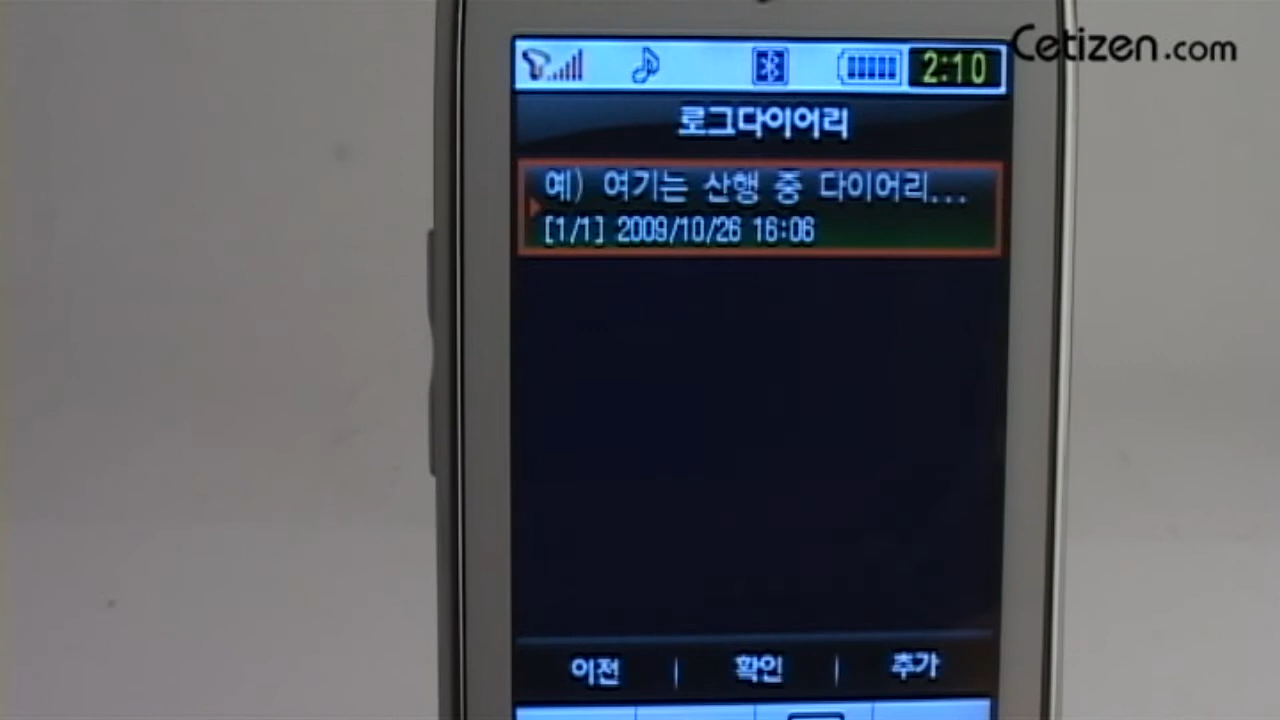 Cetizen.com
2:10
로그다이어리
예) 여기는 산행 중 다이어리...
[1/1] 2009/10/26 16:06
이전 | 확인 | 추가